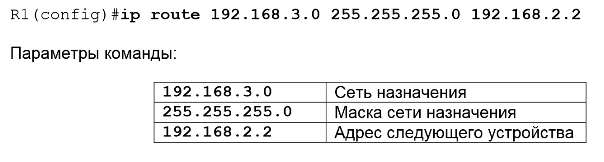 R1(config)#ip route 192.168.3.0 255.255.255.0 192.168.2.2
Параметры команды:
192.168.3.0 Сеть назначения
255.255.255.0 Маска сети назначения
192.168.2.2 Адрес следующего устройства